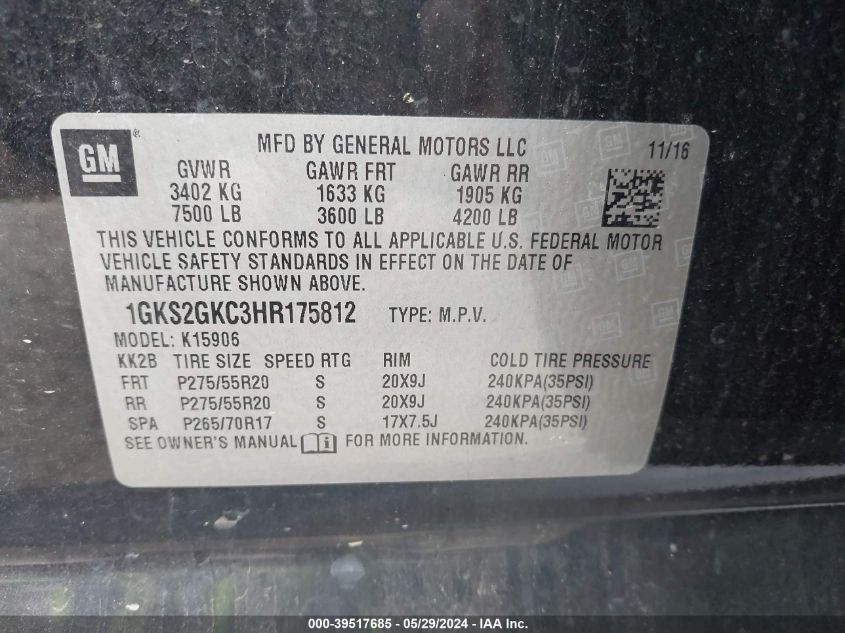 GM ®
MFD BY GENERAL MOTORS LLC 11/16
GVWR GAWR FRT GAWR RR
3402 KG 1633 KG 1905 KG
7500 LB 3600 LB 4200 LB
THIS VEHICLE CONFORMS TO ALL APPLICABLE U.S. FEDERAL MOTOR
VEHICLE SAFETY STANDARDS IN EFFECT ON THE DATE OF
MANUFACTURE SHOWN ABOVE.
1GKS2GKC3HR175812 TYPE: M.P.V.
MODEL: K15906
KK2B TIRE SIZE SPEED RTG RIM COLD TIRE PRESSURE
FRT P275/55R20 S 20X9J 240KPA(35PSI)
RR P275/55R20 S 20X9J 240KPA(35PSI)
SPA P265/70R17 S 17X7.5J 240KPA(35PSI)
SEE OWNER'S MANUAL i FOR MORE INFORMATION.
000-39517685 - 05/29/2024 - IAA Inc.